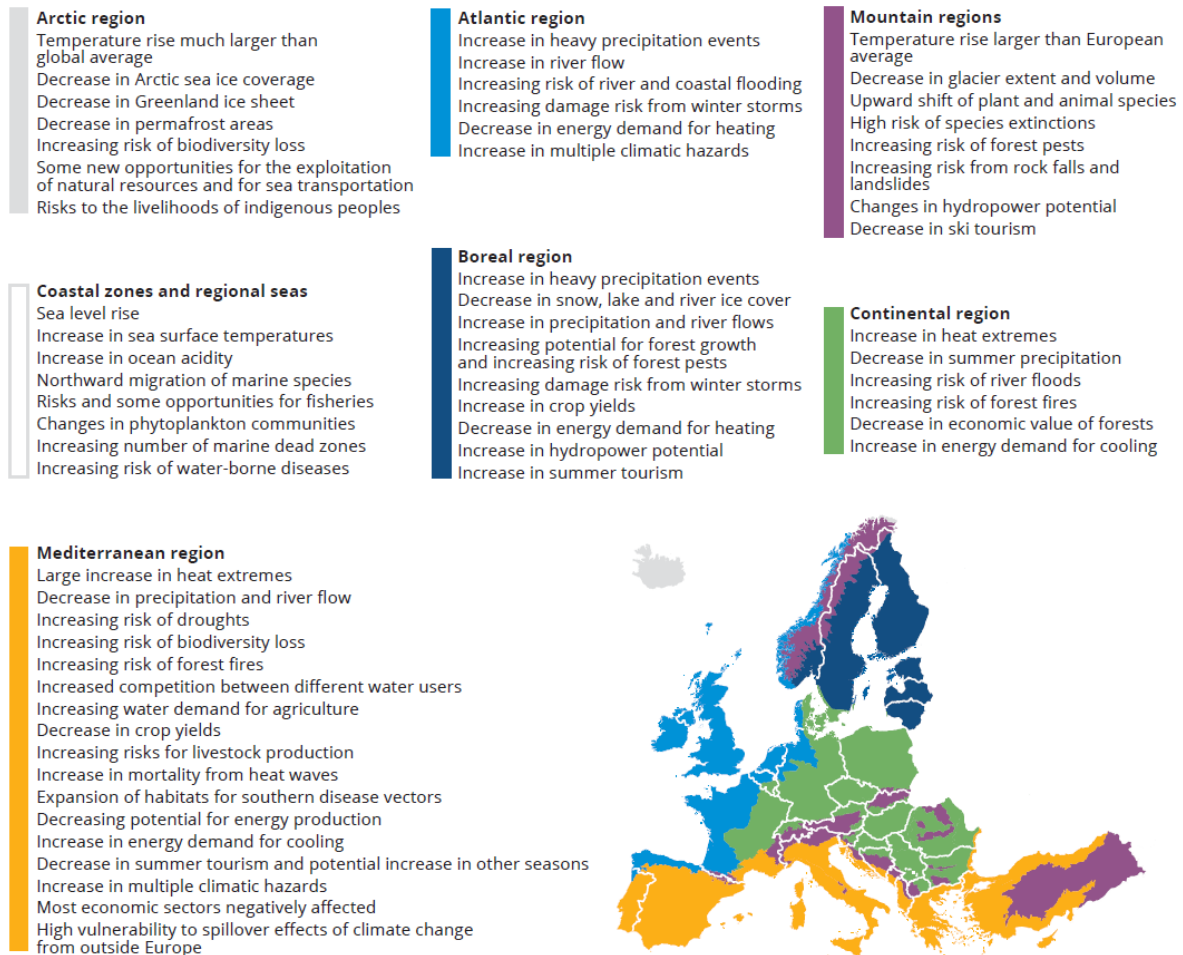 Arctic region
Temperature rise much larger than
global average
Decrease in Arctic sea ice coverage
Decrease in Greenland ice sheet
Decrease in permafrost areas
Increasing risk of biodiversity loss
Some new opportunities for the exploitation
of natural resources and for sea transportation
Risks to the livelihoods of indigenous peoples
Coastal zones and regional seas
Sea level rise
Increase in sea surface temperatures
Increase in ocean acidity
Northward migration of marine species
Risks and some opportunities for fisheries
Changes in phytoplankton communities
Increasing number of marine dead zones
Increasing risk of water-borne diseases
Atlantic region
Increase in heavy precipitation events
Increase in river flow
Increasing risk of river and coastal flooding
Increasing damage risk from winter storms
Decrease in energy demand for heating
Increase in multiple climatic hazards
Boreal region
Increase in heavy precipitation events
Decrease in snow, lake and river ice cover
Increase in precipitation and river flows
Increasing potential for forest growth
and increasing risk of forest pests
Increasing damage risk from winter storms
Increase in crop yields
Decrease in energy demand for heating
Increase in hydropower potential
Increase in summer tourism
Mountain regions
Temperature rise larger than European
average
Decrease in glacier extent and volume
Upward shift of plant and animal species
High risk of species extinctions
Increasing risk of forest pests
Increasing risk from rock falls and
landslides
Changes in hydropower potential
Decrease in ski tourism
Continental region
Increase in heat extremes
Decrease in summer precipitation
Increasing risk of river floods
Increasing risk of forest fires
Decrease in economic value of forests
Increase in energy demand for cooling
Mediterranean region
Large increase in heat extremes
Decrease in precipitation and river flow
Increasing risk of droughts
Increasing risk of biodiversity loss
Increasing risk of forest fires
Increased competition between different water users
Increasing water demand for agriculture
Decrease in crop yields
Increasing risks for livestock production
Increase in mortality from heat waves
Expansion of habitats for southern disease vectors
Decreasing potential for energy production
Increase in energy demand for cooling
Decrease in summer tourism and potential increase in other seasons
Increase in multiple climatic hazards
Most economic sectors negatively affected
High vulnerability to spillover effects of climate change
from outside Europe